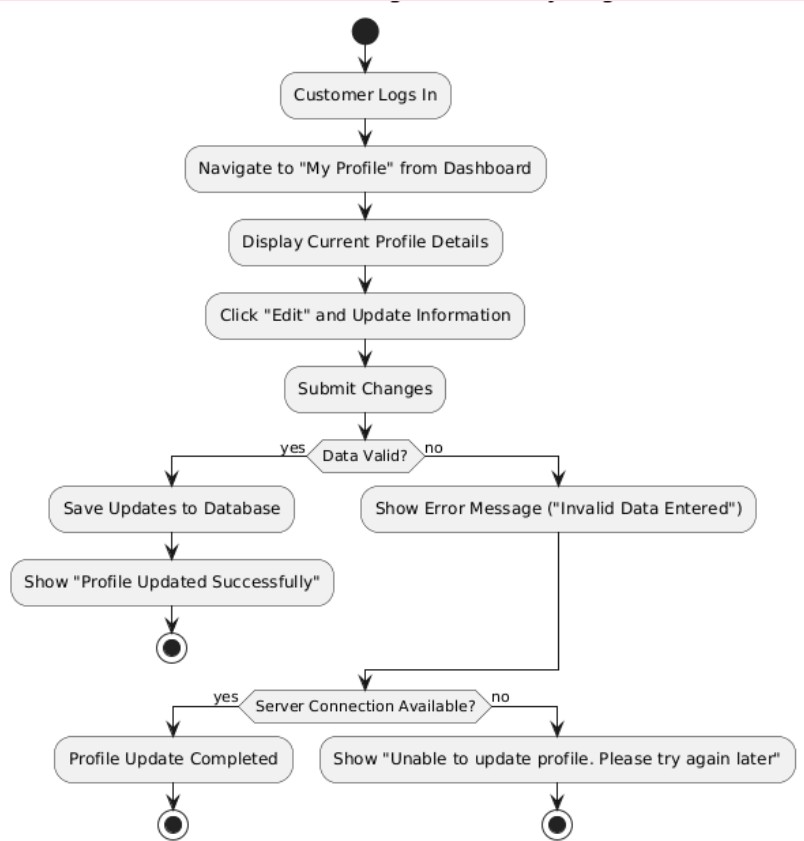 Customer Logs In
Navigate to "My Profile" from Dashboard
Display Current Profile Details
Click "Edit" and Update Information
Submit Changes
yes
Data Valid?
no
Save Updates to Database
Show Error Message ("Invalid Data Entered")
Show "Profile Updated Successfully"
yes
Server Connection Available?
no
Profile Update Completed
Show "Unable to update profile. Please try again later"